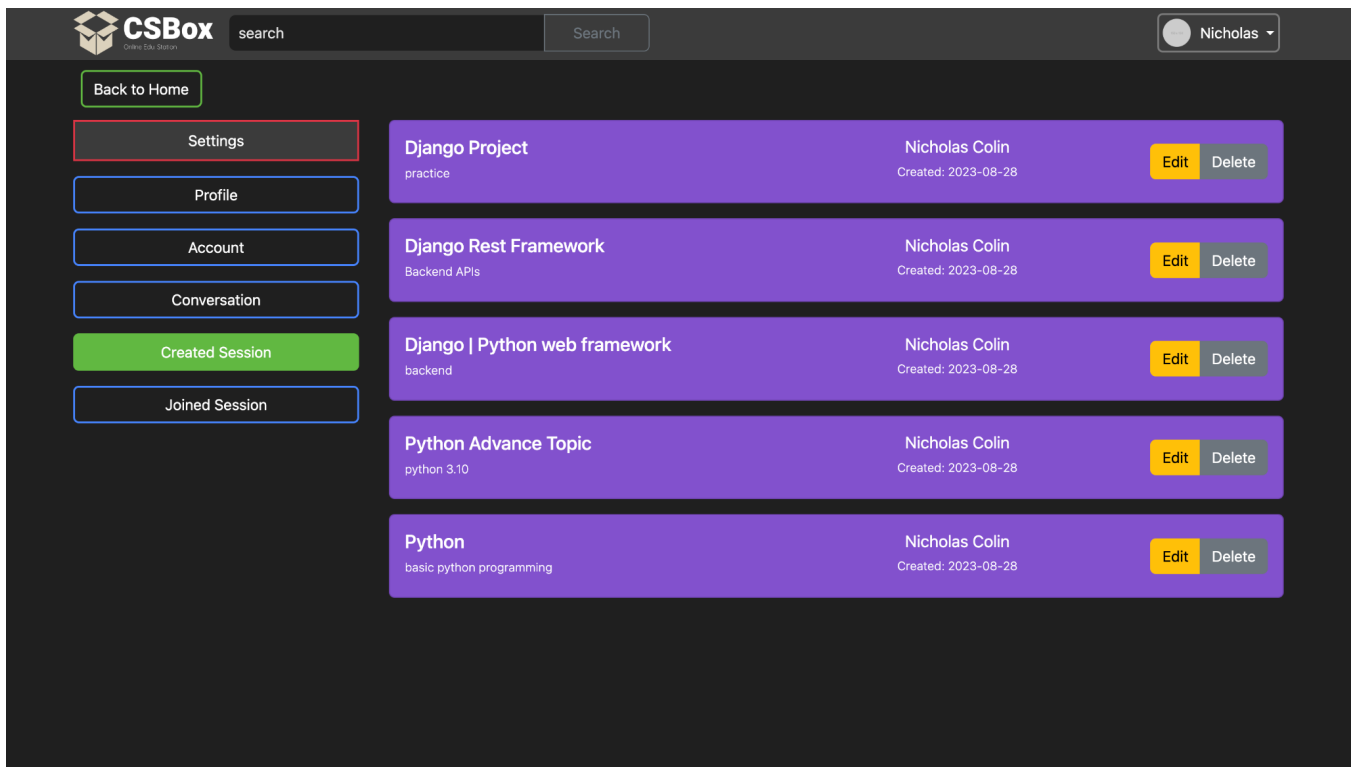 CSBox
Online Edu Station
search
Search
Nicholas
Back to Home
Settings
Profile
Account
Conversation
Created Session
Joined Session
Django Project
practice
Nicholas Colin
Created: 2023-08-28
Edit Delete
Django Rest Framework
Backend APIs
Nicholas Colin
Created: 2023-08-28
Edit Delete
Django | Python web framework
backend
Nicholas Colin
Created: 2023-08-28
Edit Delete
Python Advance Topic
python 3.10
Nicholas Colin
Created: 2023-08-28
Edit Delete
Python
basic python programming
Nicholas Colin
Created: 2023-08-28
Edit Delete